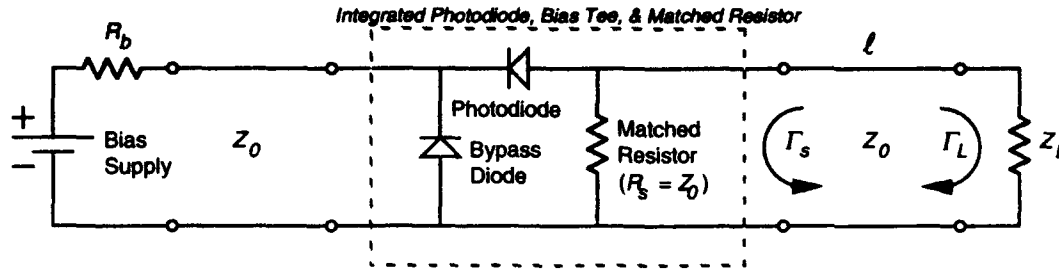 Integrated Photodiode, Bias Tee, & Matched Resistor
R_b
ℓ
+
−
Bias
Supply
Z_0
Photodiode
Bypass
Diode
Matched
Resistor
(R_s = Z_0)
Γ_s
Z_0
Γ_L